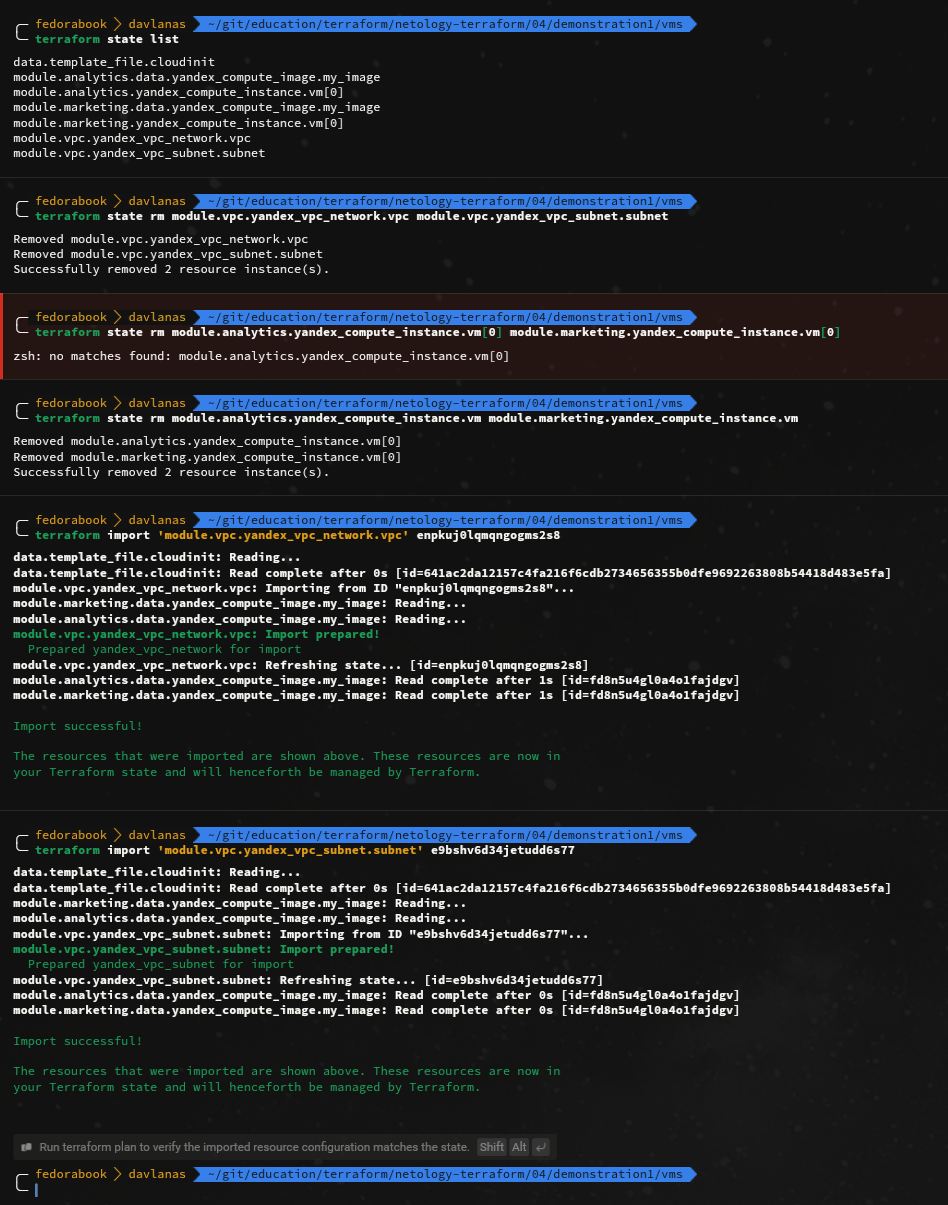 fedorabook davlanas ~/git/education/terraform/netology-terraform/04/demonstration1/vms
terraform state list
data.template_file.cloudinit
module.analytics.data.yandex_compute_image.my_image
module.analytics.yandex_compute_instance.vm[0]
module.marketing.data.yandex_compute_image.my_image
module.marketing.yandex_compute_instance.vm[0]
module.vpc.yandex_vpc_network.vpc
module.vpc.yandex_vpc_subnet.subnet
fedorabook davlanas ~/git/education/terraform/netology-terraform/04/demonstration1/vms
terraform state rm module.vpc.yandex_vpc_network.vpc module.vpc.yandex_vpc_subnet.subnet
Removed module.vpc.yandex_vpc_network.vpc
Removed module.vpc.yandex_vpc_subnet.subnet
Successfully removed 2 resource instance(s).
fedorabook davlanas ~/git/education/terraform/netology-terraform/04/demonstration1/vms
terraform state rm module.analytics.yandex_compute_instance.vm[0] module.marketing.yandex_compute_instance.vm[0]
zsh: no matches found: module.analytics.yandex_compute_instance.vm[0]
fedorabook davlanas ~/git/education/terraform/netology-terraform/04/demonstration1/vms
terraform state rm module.analytics.yandex_compute_instance.vm module.marketing.yandex_compute_instance.vm
Removed module.analytics.yandex_compute_instance.vm[0]
Removed module.marketing.yandex_compute_instance.vm[0]
Successfully removed 2 resource instance(s).
fedorabook davlanas ~/git/education/terraform/netology-terraform/04/demonstration1/vms
terraform import 'module.vpc.yandex_vpc_network.vpc' enpkuj0lqmqngogms2s8
data.template_file.cloudinit: Reading...
data.template_file.cloudinit: Read complete after 0s [id=641ac2da12157c4fa216f6cdb2734656355b0dfe9692263808b54418d483e5fa]
module.vpc.yandex_vpc_network.vpc: Importing from ID "enpkuj0lqmqngogms2s8"...
module.marketing.data.yandex_compute_image.my_image: Reading...
module.analytics.data.yandex_compute_image.my_image: Reading...
module.vpc.yandex_vpc_network.vpc: Import prepared!
Prepared yandex_vpc_network for import
module.vpc.yandex_vpc_network.vpc: Refreshing state... [id=enpkuj0lqmqngogms2s8]
module.analytics.data.yandex_compute_image.my_image: Read complete after 1s [id=fd8n5u4gl0a4o1fajdgv]
module.marketing.data.yandex_compute_image.my_image: Read complete after 1s [id=fd8n5u4gl0a4o1fajdgv]
Import successful!
The resources that were imported are shown above. These resources are now in
your Terraform state and will henceforth be managed by Terraform.
fedorabook davlanas ~/git/education/terraform/netology-terraform/04/demonstration1/vms
terraform import 'module.vpc.yandex_vpc_subnet.subnet' e9bshv6d34jetudd6s77
data.template_file.cloudinit: Reading...
data.template_file.cloudinit: Read complete after 0s [id=641ac2da12157c4fa216f6cdb2734656355b0dfe9692263808b54418d483e5fa]
module.marketing.data.yandex_compute_image.my_image: Reading...
module.analytics.data.yandex_compute_image.my_image: Reading...
module.vpc.yandex_vpc_subnet.subnet: Importing from ID "e9bshv6d34jetudd6s77"...
module.vpc.yandex_vpc_subnet.subnet: Import prepared!
Prepared yandex_vpc_subnet for import
module.vpc.yandex_vpc_subnet.subnet: Refreshing state... [id=e9bshv6d34jetudd6s77]
module.analytics.data.yandex_compute_image.my_image: Read complete after 0s [id=fd8n5u4gl0a4o1fajdgv]
module.marketing.data.yandex_compute_image.my_image: Read complete after 0s [id=fd8n5u4gl0a4o1fajdgv]
Import successful!
The resources that were imported are shown above. These resources are now in
your Terraform state and will henceforth be managed by Terraform.
Run terraform plan to verify the imported resource configuration matches the state. Shift Alt ↵
fedorabook davlanas ~/git/education/terraform/netology-terraform/04/demonstration1/vms